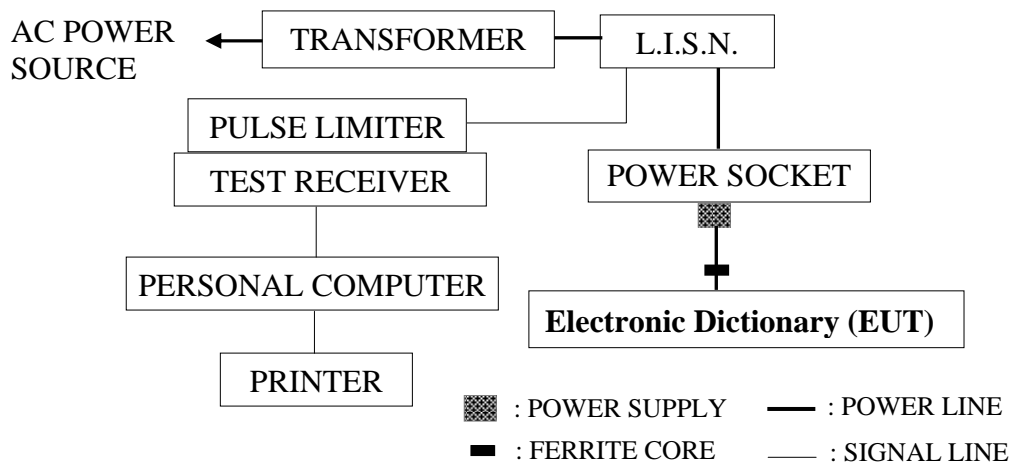 AC POWER
SOURCE
TRANSFORMER
L.I.S.N.
PULSE LIMITER
TEST RECEIVER
POWER SOCKET
PERSONAL COMPUTER
Electronic Dictionary (EUT)
PRINTER
: POWER SUPPLY
: POWER LINE
: FERRITE CORE
: SIGNAL LINE